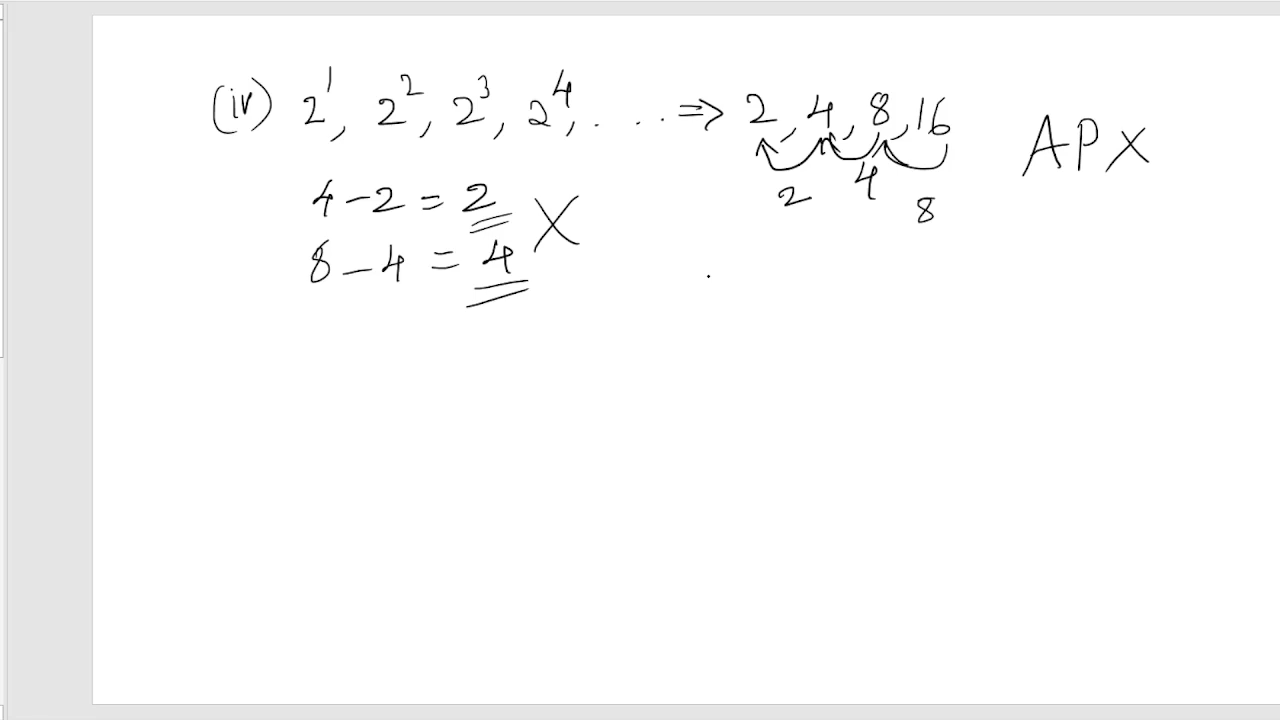 (iv) 2¹, 2², 2³, 2⁴, . . . . ⇒ 2, 4, 8, 16
2 4 8
AP X
4 - 2 = 2
X
8 - 4 = 4